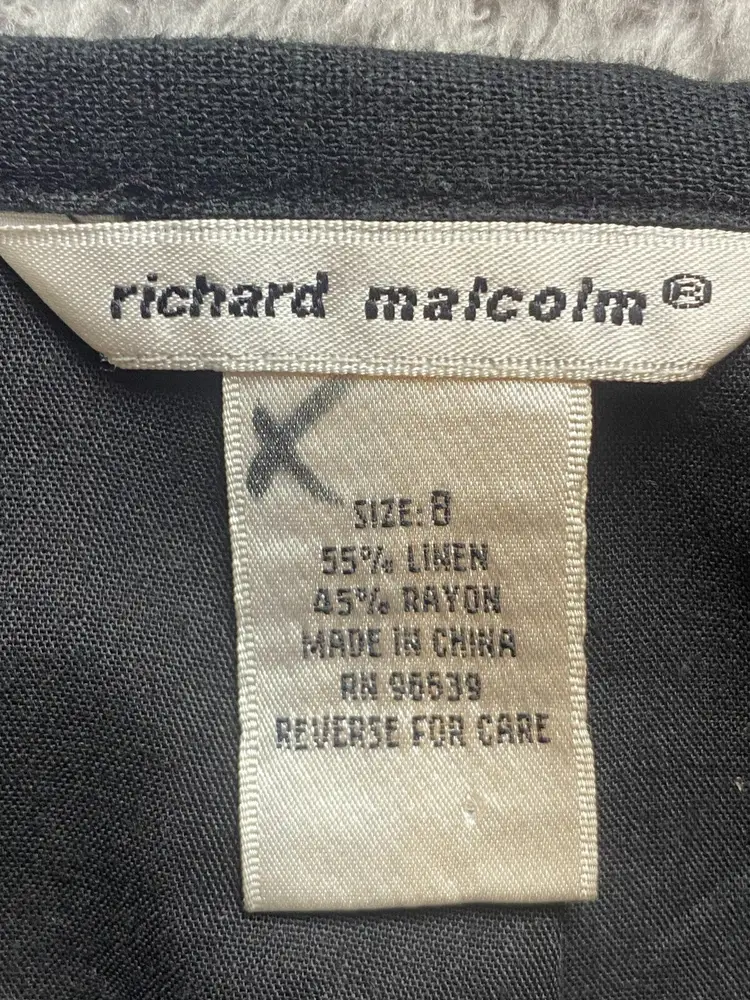 richard malcolm®
SIZE: 8
55% LINEN
45% RAYON
MADE IN CHINA
RN 96539
REVERSE FOR CARE